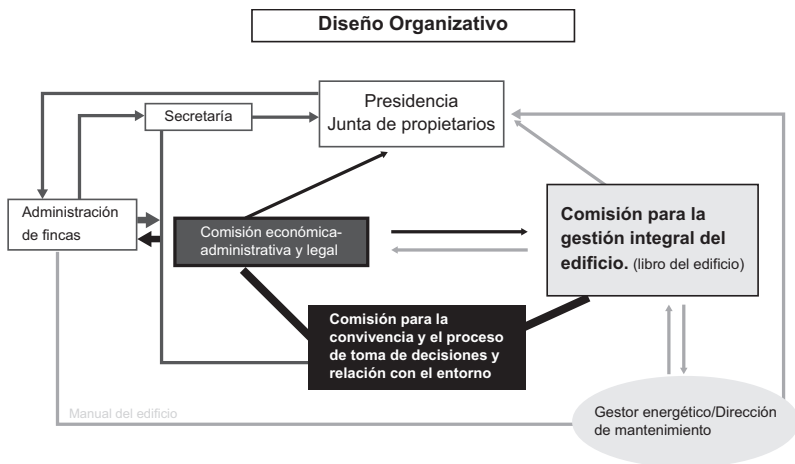 Diseño Organizativo
Presidencia
Junta de propietarios
Secretaría
Administración
de fincas
Comisión económica-
administrativa y legal
Comisión para la
gestión integral del
edificio. (libro del edificio)
Comisión para la
convivencia y el proceso
de toma de decisiones y
relación con el entorno
Manual del edificio
Gestor energético/Dirección
de mantenimiento